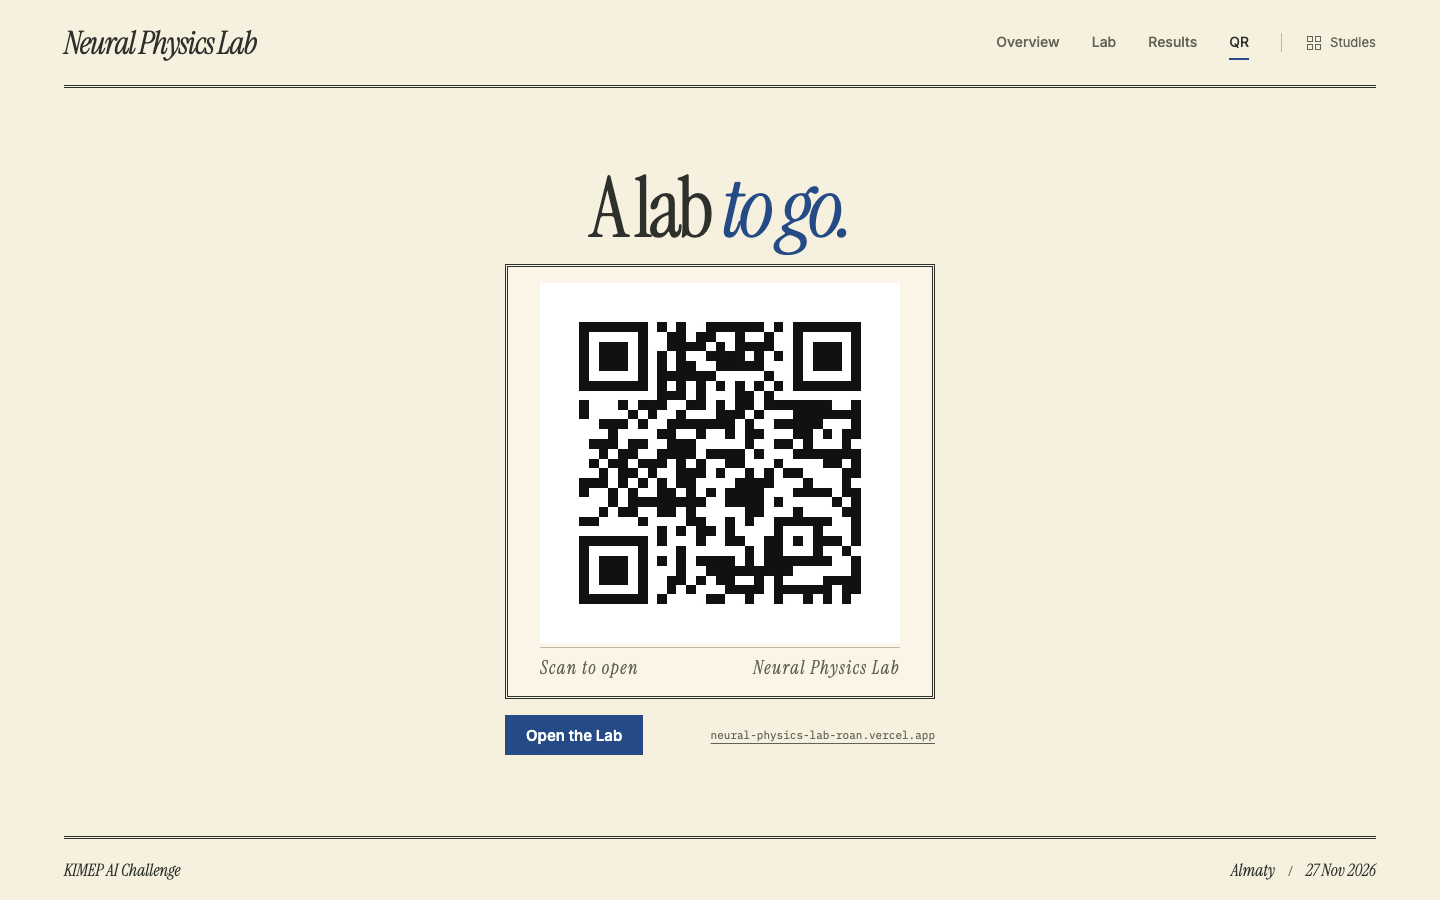 Neural Physics Lab
Overview Lab Results QR Studies
A lab to go.
Scan to open Neural Physics Lab
Open the Lab neural-physics-lab-roan.vercel.app
KIMEP AI Challenge Almaty / 27 Nov 2026